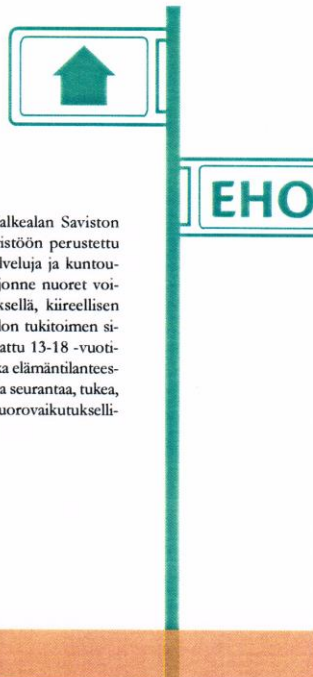 alkealan Saviston
istöön perustettu
lveluja ja kuntou-
jonne nuoret voi-
ksellä, kiireellisen
lon tukitoimen si-
attu 13-18 -vuoti-
ka elämäntilantees-
a seurantaa, tukea,
uorovaikutukselli-
EHO